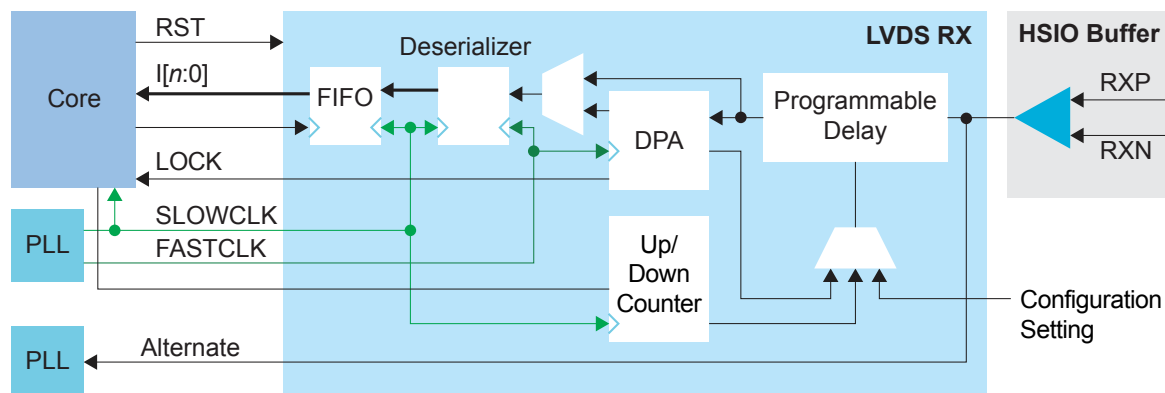 RST
LVDS RX
HSIO Buffer
Deserializer
I[n:0]
Core
FIFO
Programmable
Delay
RXP
DPA
RXN
LOCK
SLOWCLK
PLL
FASTCLK
Up/
Down
Counter
Configuration
Setting
PLL
Alternate